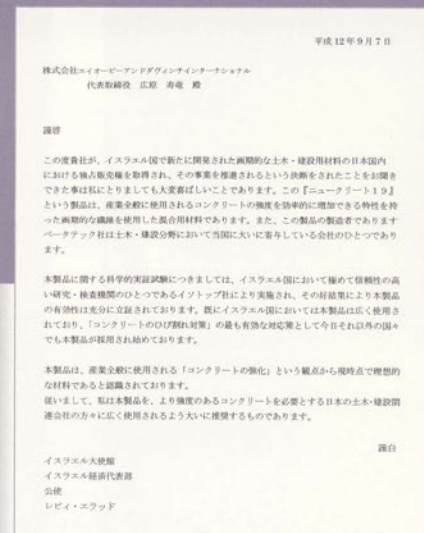 平成12年9月7日
株式会社エイオーピーアンドダヴィンチインターナショナル
代表取締役 広原 寿竜 殿
謹啓
この度貴社が、イスラエル国で新たに開発された画期的な土木・建設用材料の日本国内
における独占販売権を取得され、その事業を推進されるという決断をされたことをお聞き
できた事は私にとりましても大変喜ばしいことであります。この『ニュークリート19』
という製品は、産業全般に使用されるコンクリートの強度を効率的に増加できる特性を持
った画期的な繊維を使用した混合用材料であります。また、この製品の製造者であります
ベークテック社は土木・建設分野において当国に大いに寄与している会社のひとつであり
ます。
本製品に関する科学的実証試験につきましては、イスラエル国において極めて信頼性の高
い研究・検査機関のひとつであるイソトップ社により実施され、その好結果により本製品
の有効性は充分に立証されております。既にイスラエル国においては本製品は広く使用さ
れており、「コンクリートのひび割れ対策」の最も有効な対応策として今日それ以外の国々
でも本製品が採用され始めております。
本製品は、産業全般に使用される「コンクリートの強化」という観点から現時点で理想的
な材料であると認識されております。
従いまして、私は本製品を、より強度のあるコンクリートを必要とする日本の土木・建設関
連会社の方々に広く使用されるよう大いに推奨するものであります。
謹白
イスラエル大使館
イスラエル経済代表部
公使
レビィ・エラッド